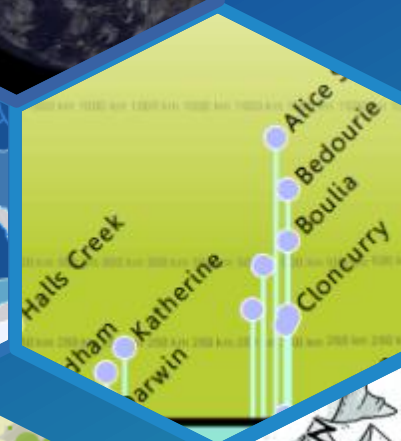 Alice S
Bedourie
Boulia
Cloncurry
Halls Creek
Katherine
dham
Darwin